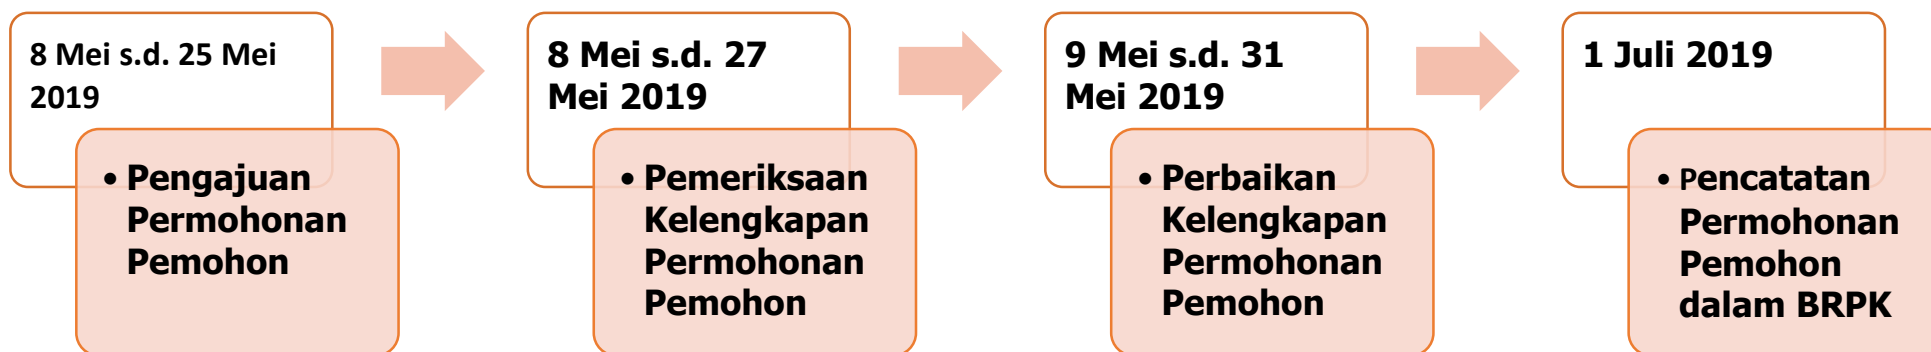 8 Mei s.d. 25 Mei
2019
• Pengajuan
Permohonan
Pemohon
8 Mei s.d. 27
Mei 2019
• Pemeriksaan
Kelengkapan
Permohonan
Pemohon
9 Mei s.d. 31
Mei 2019
• Perbaikan
Kelengkapan
Permohonan
Pemohon
1 Juli 2019
• Pencatatan
Permohonan
Pemohon
dalam BRPK